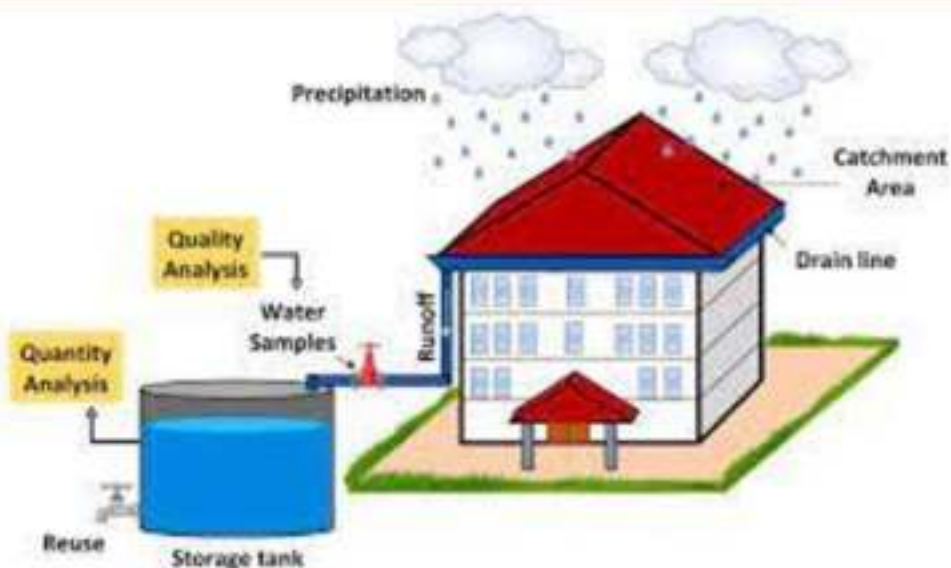 Precipitation
Catchment
Area
Quality
Analysis
Drain line
Water
Samples
Runoff
Quantity
Analysis
Reuse
Storage tank